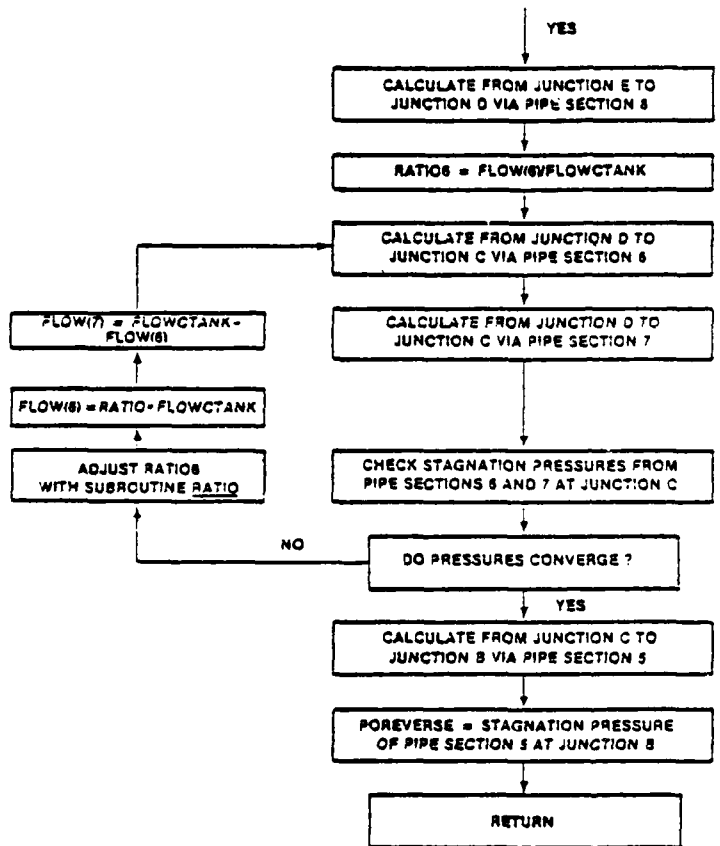 YES
CALCULATE FROM JUNCTION E TO
JUNCTION D VIA PIPE SECTION 8
RATIO6 = FLOW(6)/FLOWCTANK
CALCULATE FROM JUNCTION D TO
JUNCTION C VIA PIPE SECTION 6
FLOW(7) = FLOWCTANK-
FLOW(6)
CALCULATE FROM JUNCTION D TO
JUNCTION C VIA PIPE SECTION 7
FLOW(6) = RATIO*FLOWCTANK
ADJUST RATIO6
WITH SUBROUTINE RATIO
CHECK STAGNATION PRESSURES FROM
PIPE SECTIONS 6 AND 7 AT JUNCTION C
NO
DO PRESSURES CONVERGE ?
YES
CALCULATE FROM JUNCTION C TO
JUNCTION B VIA PIPE SECTION 5
POREVERSE = STAGNATION PRESSURE
OF PIPE SECTION 5 AT JUNCTION B
RETURN